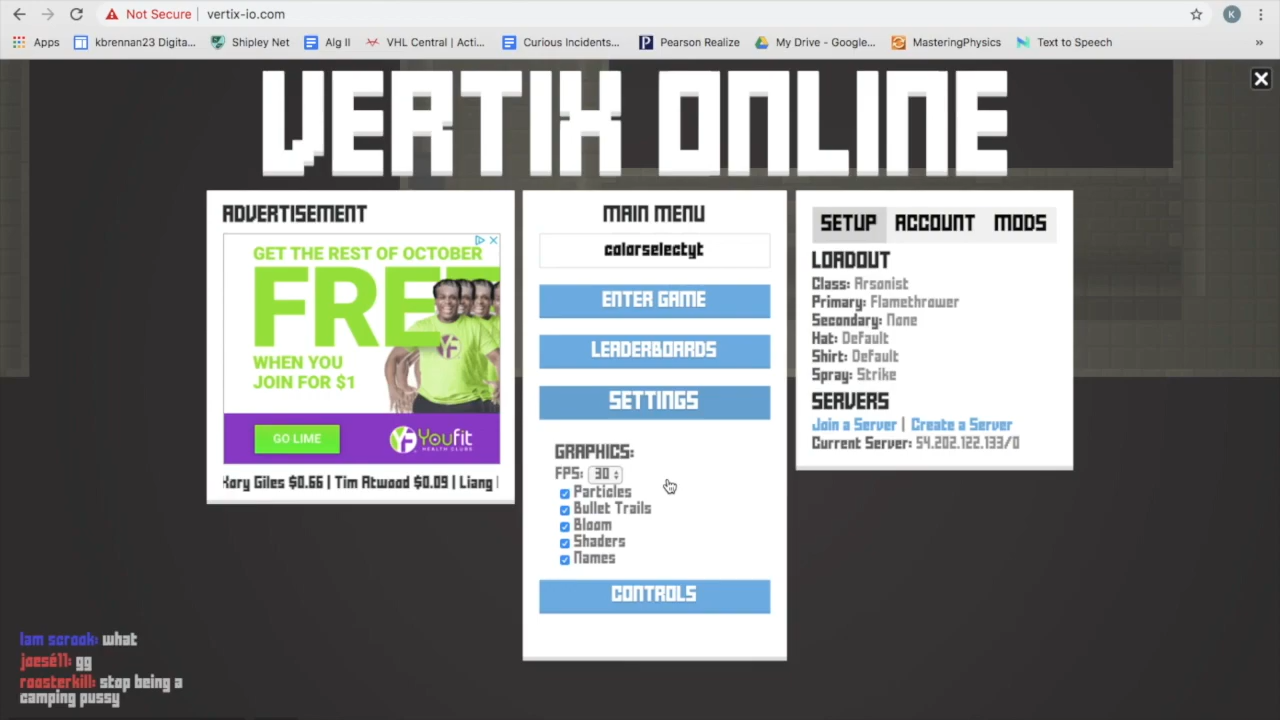 Not Secure | vertix-io.com
K
Apps
kbrennan23 Digita...
Shipley Net
Alg II
VHL Central | Acti...
Curious Incidents...
Pearson Realize
My Drive - Google...
MasteringPhysics
Text to Speech
»
VERTIX ONLINE
ADVERTISEMENT
GET THE REST OF OCTOBER
FREE
WHEN YOU
JOIN FOR $1
GO LIME
YF Youfit
HEALTH CLUBS
Kory Giles $0.66 | Tim Atwood $0.09 | Liang
MAIN MENU
colorselectyt
ENTER GAME
LEADERBOARDS
SETTINGS
GRAPHICS:
FPS: 30
Particles
Bullet Trails
Bloom
Shaders
Names
CONTROLS
SETUP ACCOUNT MODS
LOADOUT
Class: Arsonist
Primary: Flamethrower
Secondary: None
Hat: Default
Shirt: Default
Spray: Strike
SERVERS
Join a Server | Create a Server
Current Server: 54.202.122.133/0
Iam scrook: what
joesé11: gg
roosterkill: stop being a
camping pussy